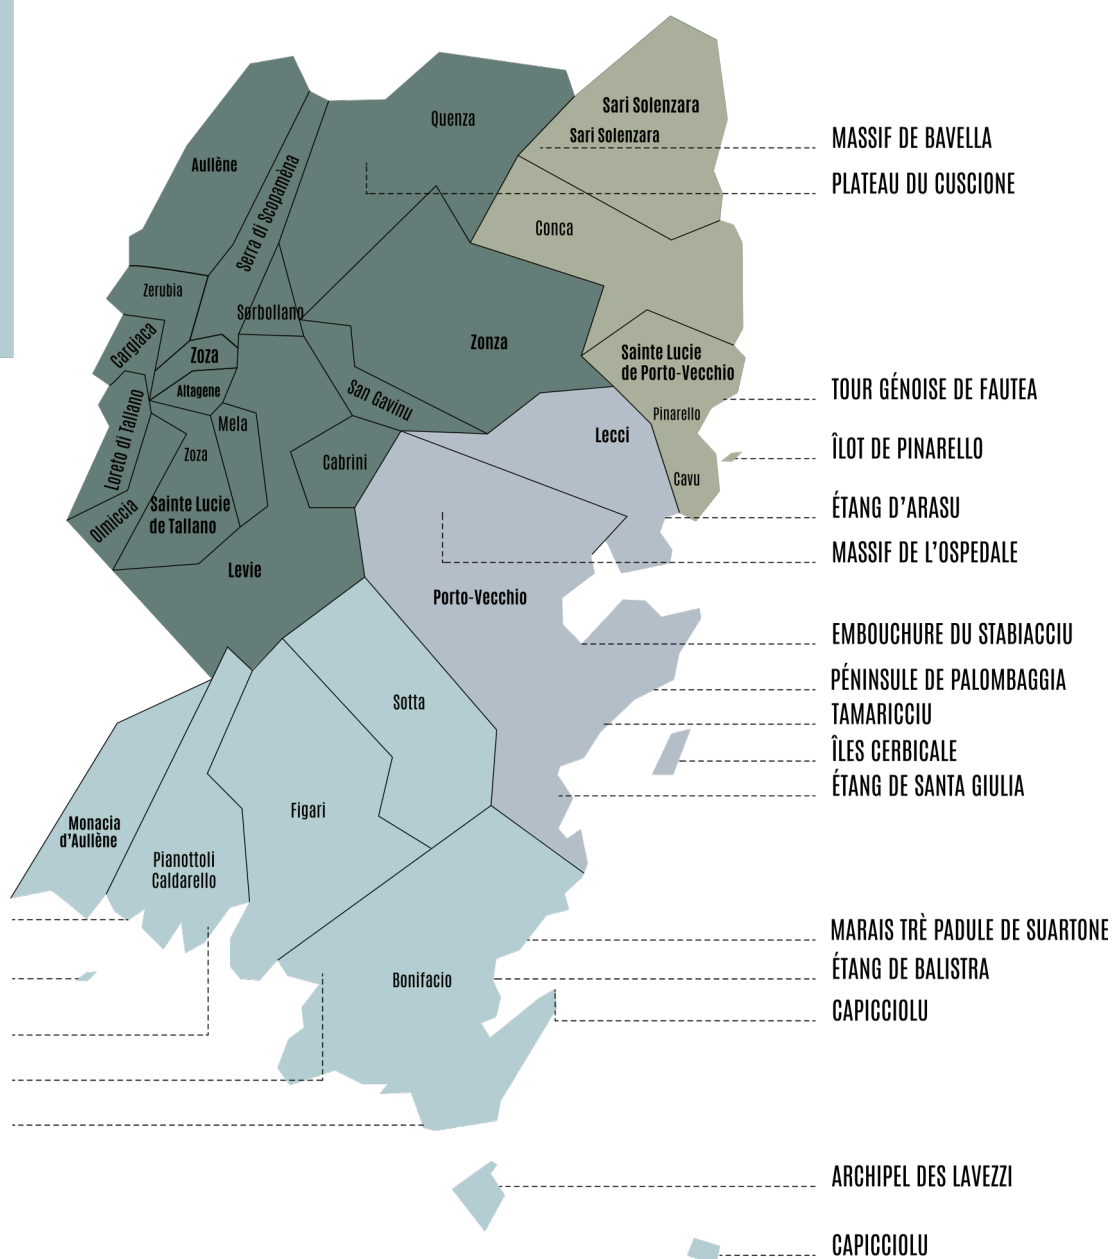 Sari Solenzara
Quenza
Sari Solenzara
MASSIF DE BAVELLA
Aullène
PLATEAU DU CUSCIONE
Serra di Scopamèna
Conca
Zerubia
Sorbollano
Cargiaca
Zoza
Zonza
Sainte Lucie
de Porto-Vecchio
Altagene
TOUR GÉNOISE DE FAUTEA
San Gavinu
Pinarello
Loreto di Tallano
Mela
Lecci
Zoza
Cabrini
ÎLOT DE PINARELLO
Cavu
Olmiccia
Sainte Lucie
de Tallano
ÉTANG D’ARASU
MASSIF DE L’OSPEDALE
Levie
Porto-Vecchio
EMBOUCHURE DU STABIACCIU
PÉNINSULE DE PALOMBAGGIA
Sotta
TAMARICCIU
ÎLES CERBICALE
ÉTANG DE SANTA GIULIA
Figari
Monacia
d’Aullène
Pianottoli
Caldarello
MARAIS TRÈ PADULE DE SUARTONE
ÉTANG DE BALISTRA
Bonifacio
CAPICCIOLU
ARCHIPEL DES LAVEZZI
CAPICCIOLU